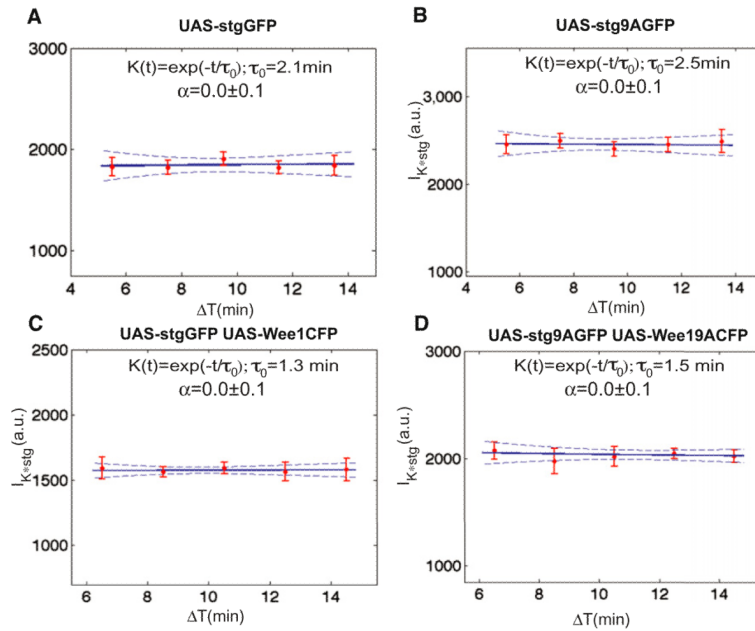 A
UAS-stgGFP
3000
K(t)=exp(-t/τ₀); τ₀=2.1min
α=0.0±0.1
2000
1000
4 6 8 10 12 14
ΔT(min)
B
UAS-stg9AGFP
I K*stg (a.u.)
3,000
K(t)=exp(-t/τ₀); τ₀=2.5min
α=0.0±0.1
2000
1000
4 6 8 10 12 14
ΔT(min)
C
UAS-stgGFP UAS-Wee1CFP
I K*stg (a.u.)
2500
K(t)=exp(-t/τ₀); τ₀=1.3 min
α=0.0±0.1
2000
1500
1000
6 8 10 12 14
ΔT(min)
D
UAS-stg9AGFP UAS-Wee19ACFP
I K*stg (a.u.)
3000
K(t)=exp(-t/τ₀); τ₀=1.5 min
α=0.0±0.1
2000
1000
6 8 10 12 14
ΔT(min)